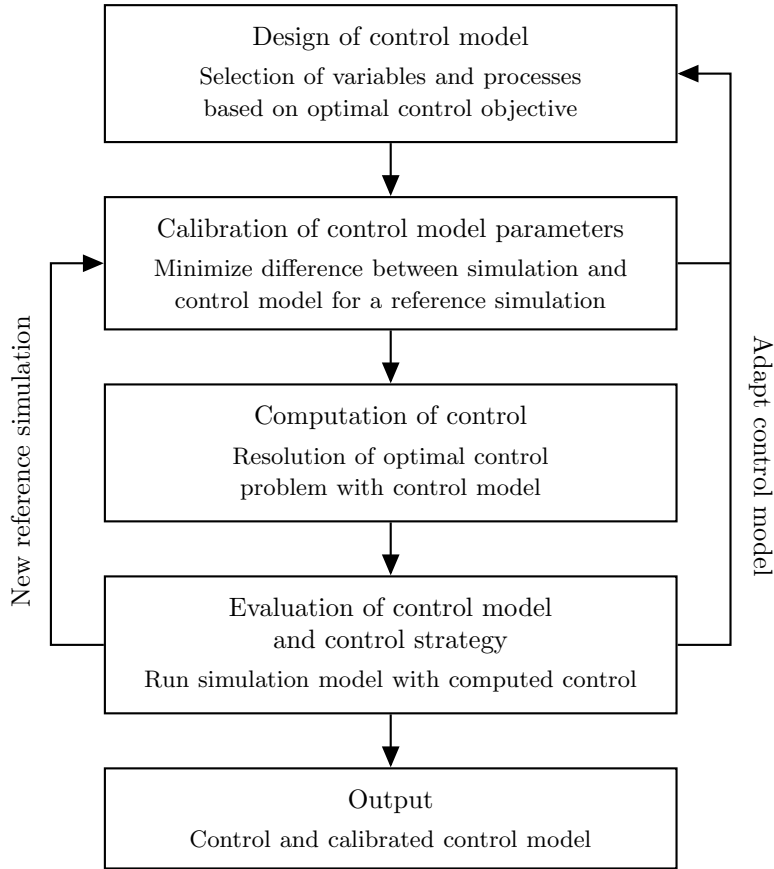 Design of control model
Selection of variables and processes
based on optimal control objective
Calibration of control model parameters
Minimize difference between simulation and
control model for a reference simulation
Computation of control
Resolution of optimal control
problem with control model
Evaluation of control model
and control strategy
Run simulation model with computed control
Output
Control and calibrated control model
New reference simulation
Adapt control model